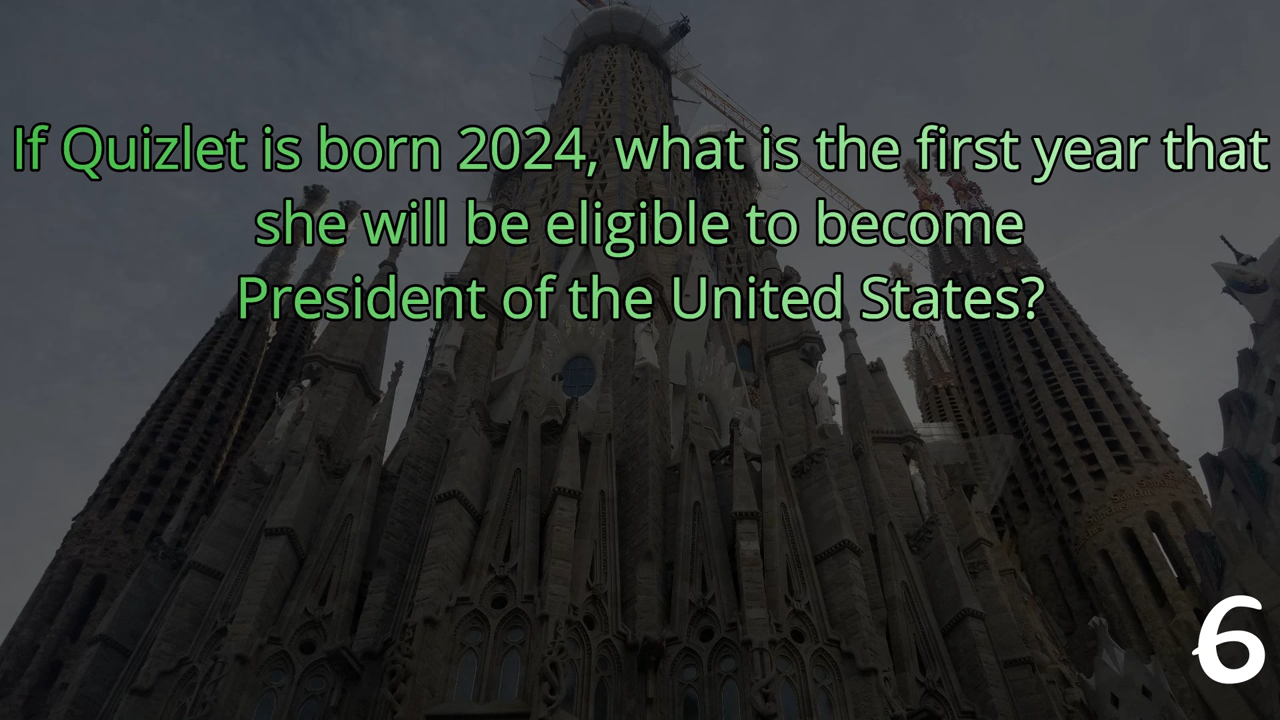 If Quizlet is born 2024, what is the first year that
she will be eligible to become
President of the United States?
6